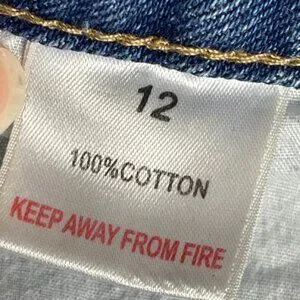 12
100%COTTON
KEEP AWAY FROM FIRE